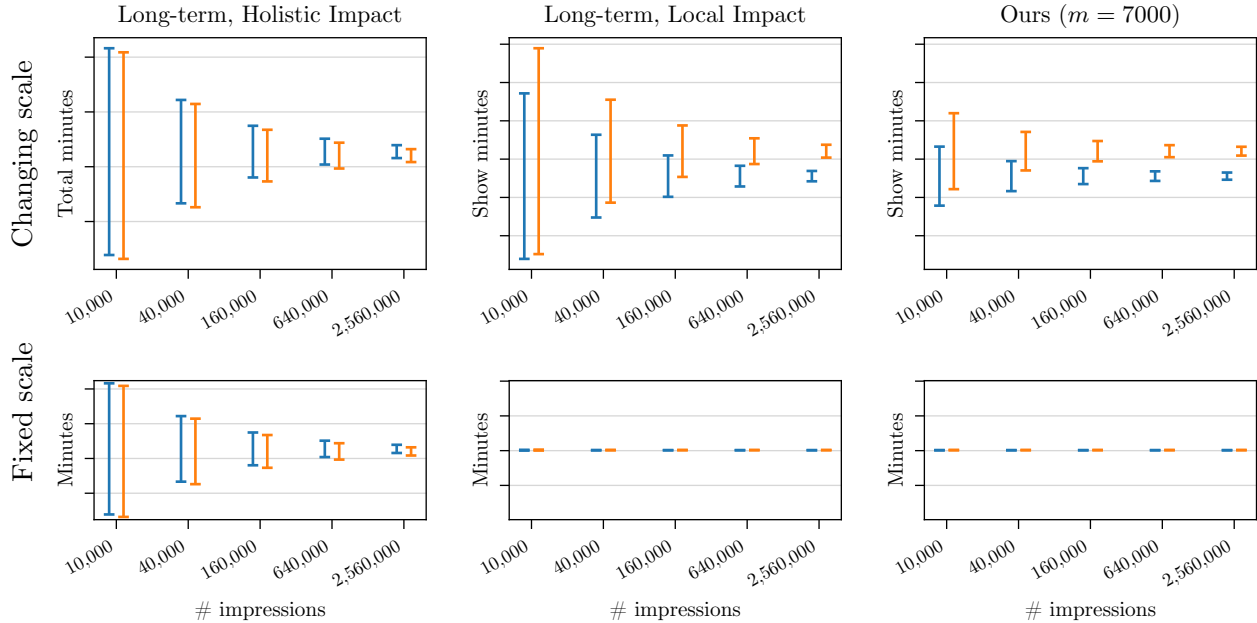 Long-term, Holistic Impact
Long-term, Local Impact
Ours (m = 7000)
Changing scale
Total minutes
Show minutes
Show minutes
10,000
40,000
160,000
640,000
2,560,000
10,000
40,000
160,000
640,000
2,560,000
10,000
40,000
160,000
640,000
2,560,000
Fixed scale
Minutes
Minutes
Minutes
10,000
40,000
160,000
640,000
2,560,000
10,000
40,000
160,000
640,000
2,560,000
10,000
40,000
160,000
640,000
2,560,000
# impressions
# impressions
# impressions